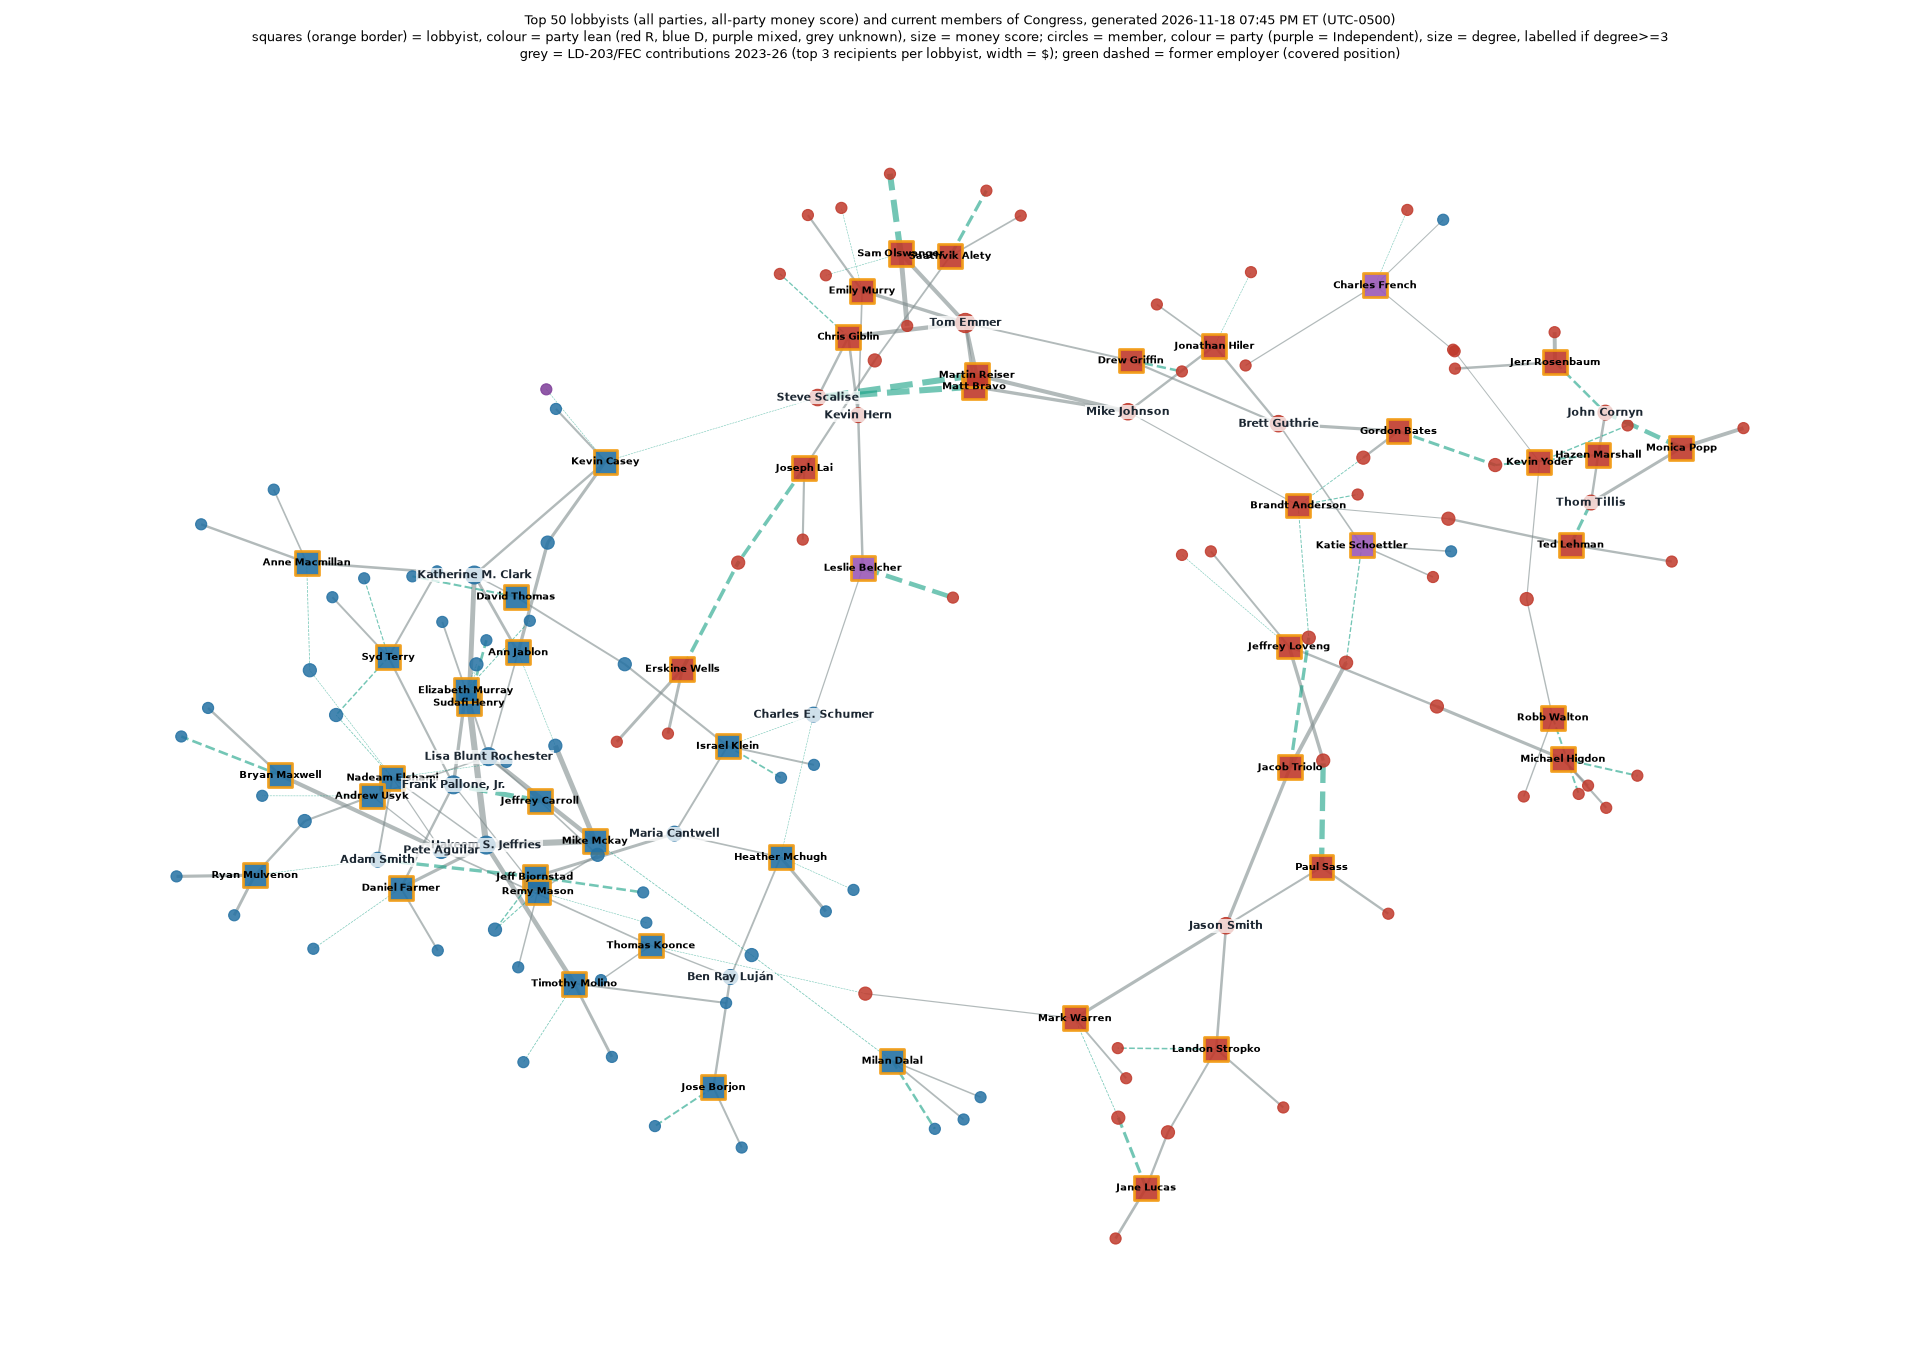 Top 50 lobbyists (all parties, all-party money score) and current members of Congress, generated 2026-11-18 07:45 PM ET (UTC-0500)
squares (orange border) = lobbyist, colour = party lean (red R, blue D, purple mixed, grey unknown), size = money score; circles = member, colour = party (purple = Independent), size = degree, labelled if degree>=3
grey = LD-203/FEC contributions 2023-26 (top 3 recipients per lobbyist, width = $); green dashed = former employer (covered position)
Sam Olswanger
Saathvik Alety
Charles French
Emily Murry
Tom Emmer
Chris Giblin
Jonathan Hiler
Drew Griffin
Jerr Rosenbaum
Martin Reiser
Matt Bravo
Steve Scalise
Kevin Hern
Mike Johnson
John Cornyn
Brett Guthrie
Gordon Bates
Monica Popp
Hazen Marshall
Kevin Yoder
Kevin Casey
Joseph Lai
Thom Tillis
Brandt Anderson
Katie Schoettler
Ted Lehman
Anne Macmillan
Leslie Belcher
Katherine M. Clark
David Thomas
Jeffrey Loveng
Ann Jablon
Syd Terry
Erskine Wells
Elizabeth Murray
Sudafi Henry
Charles E. Schumer
Robb Walton
Israel Klein
Lisa Blunt Rochester
Michael Higdon
Jacob Triolo
Bryan Maxwell
Nadeam Elshami
Frank Pallone, Jr.
Andrew Usyk
Jeffrey Carroll
Maria Cantwell
Mike Mckay
Hakeem S. Jeffries
Pete Aguilar
Heather Mchugh
Adam Smith
Paul Sass
Ryan Mulvenon
Jeff Bjornstad
Daniel Farmer
Remy Mason
Jason Smith
Thomas Koonce
Ben Ray Luján
Timothy Molino
Mark Warren
Landon Stropko
Milan Dalal
Jose Borjon
Jane Lucas